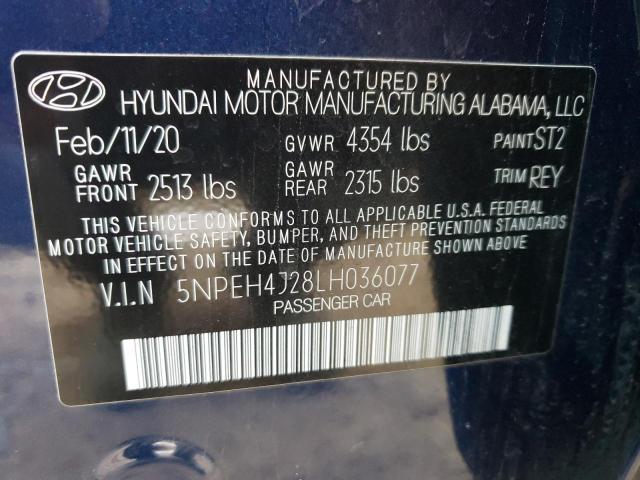 MANUFACTURED BY
HYUNDAI MOTOR MANUFACTURING ALABAMA, LLC
Feb/11/20 GVWR 4354 lbs PAINT ST2
GAWR FRONT 2513 lbs GAWR REAR 2315 lbs TRIM REY
THIS VEHICLE CONFORMS TO ALL APPLICABLE U.S.A. FEDERAL
MOTOR VEHICLE SAFETY, BUMPER, AND THEFT PREVENTION STANDARDS
IN EFFECT ON THE DATE OF MANUFACTURE SHOWN ABOVE
V.I.N 5NPEH4J28LH036077
PASSENGER CAR